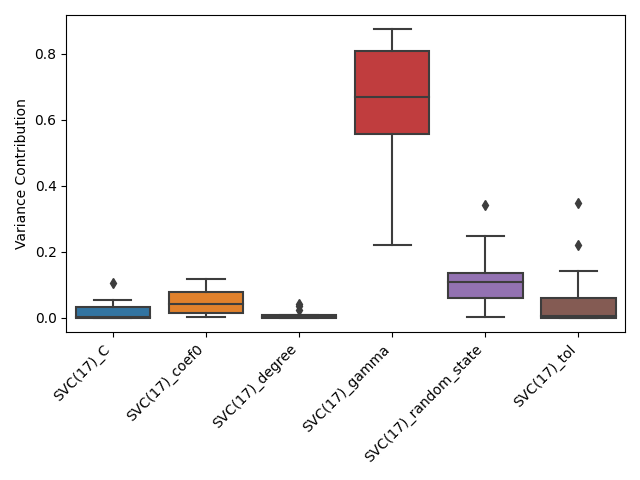 Variance Contribution
0.8
0.6
0.4
0.2
0.0
SVC(17)_C
SVC(17)_coef0
SVC(17)_degree
SVC(17)_gamma
SVC(17)_random_state
SVC(17)_tol